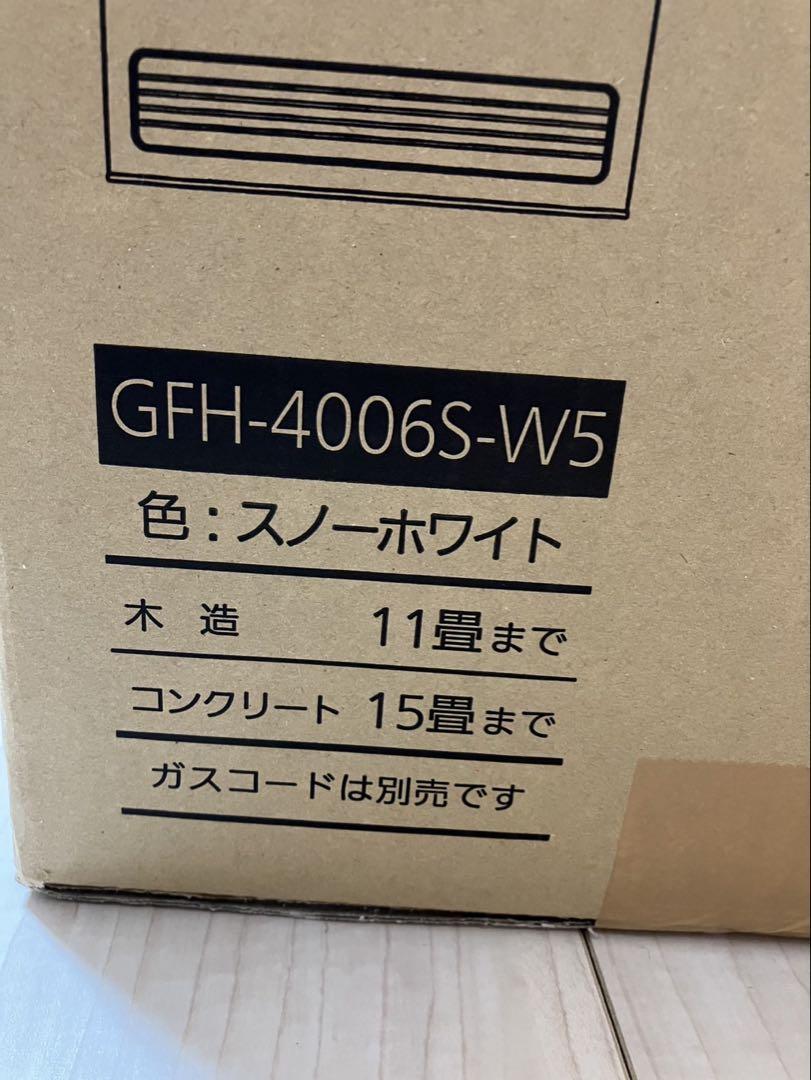 GFH-4006S-W5
色：スノーホワイト
木　造　11畳まで
コンクリート 15畳まで
ガスコードは別売です